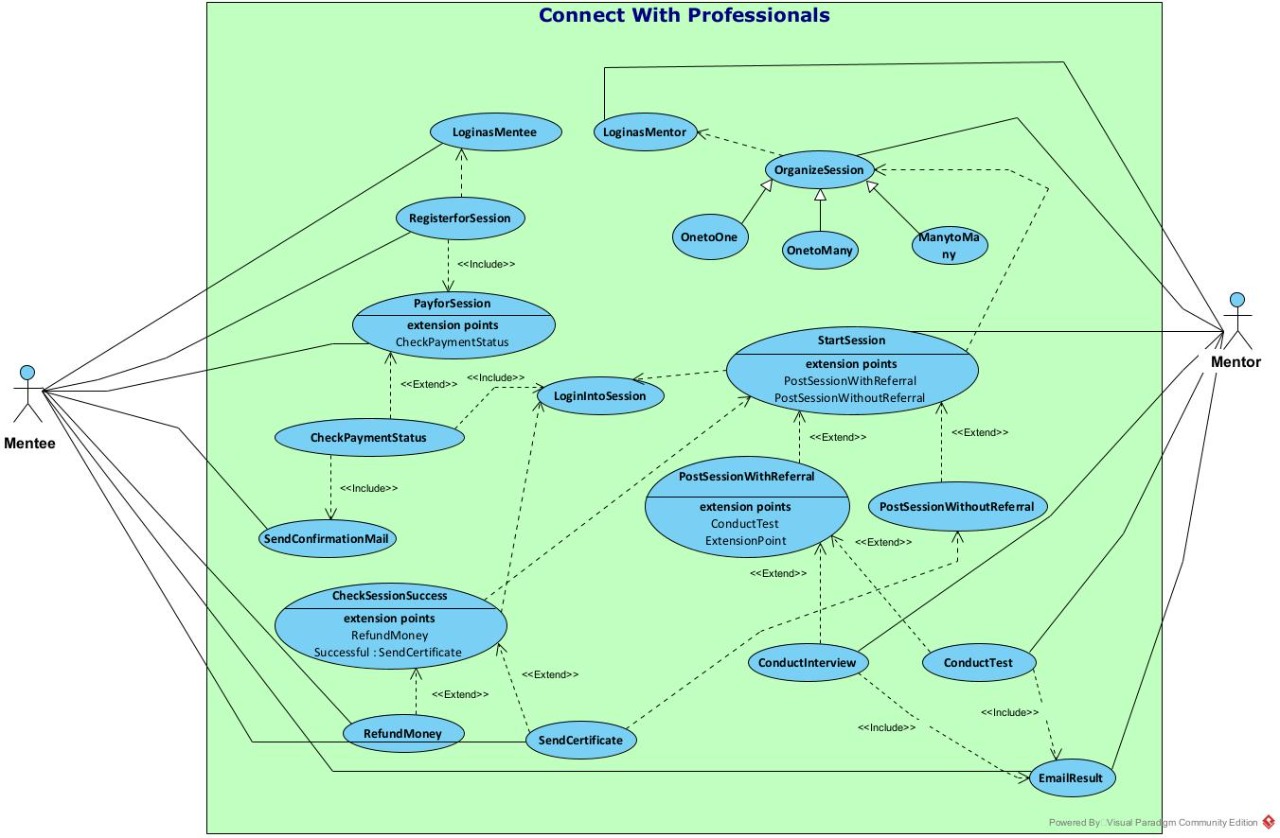 Connect With Professionals
LoginasMentee
LoginasMentor
OrganizeSession
RegisterforSession
OnetoOne
OnetoMany
ManytoMa
ny
<<Include>>
PayforSession
extension points
CheckPaymentStatus
StartSession
extension points
PostSessionWithReferral
PostSessionWithoutReferral
Mentor
<<Extend>>
<<Include>>
LoginIntoSession
Mentee
CheckPaymentStatus
<<Extend>>
<<Extend>>
<<Include>>
PostSessionWithReferral
extension points
ConductTest
ExtensionPoint
PostSessionWithoutReferral
SendConfirmationMail
<<Extend>>
<<Extend>>
CheckSessionSuccess
extension points
RefundMoney
Successful : SendCertificate
ConductInterview
ConductTest
<<Extend>>
<<Extend>>
<<Include>>
<<Include>>
RefundMoney
SendCertificate
EmailResult
Powered By Visual Paradigm Community Edition